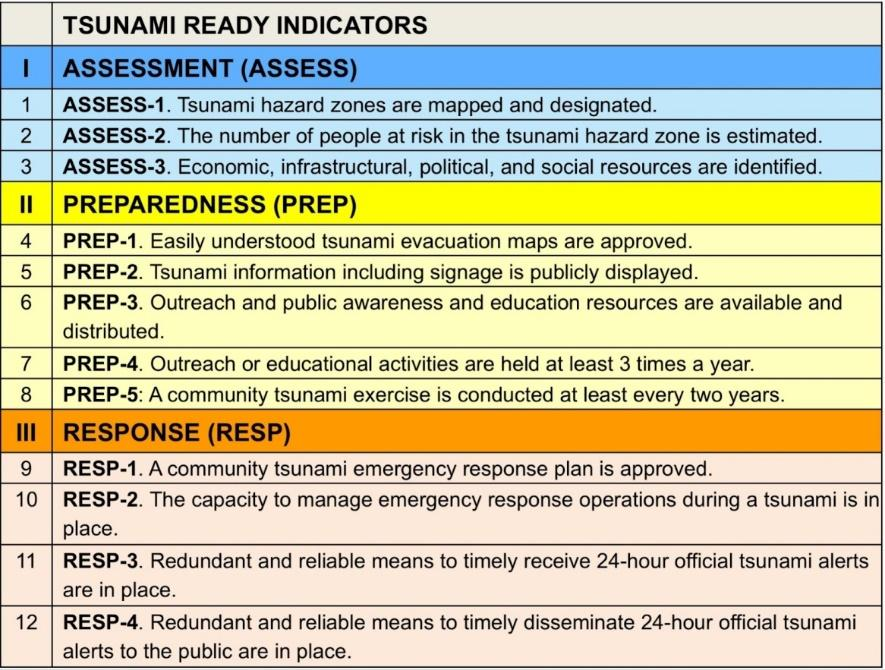 TSUNAMI READY INDICATORS
I ASSESSMENT (ASSESS)
1 ASSESS-1. Tsunami hazard zones are mapped and designated.
2 ASSESS-2. The number of people at risk in the tsunami hazard zone is estimated.
3 ASSESS-3. Economic, infrastructural, political, and social resources are identified.
II PREPAREDNESS (PREP)
4 PREP-1. Easily understood tsunami evacuation maps are approved.
5 PREP-2. Tsunami information including signage is publicly displayed.
6 PREP-3. Outreach and public awareness and education resources are available and
distributed.
7 PREP-4. Outreach or educational activities are held at least 3 times a year.
8 PREP-5: A community tsunami exercise is conducted at least every two years.
III RESPONSE (RESP)
9 RESP-1. A community tsunami emergency response plan is approved.
10 RESP-2. The capacity to manage emergency response operations during a tsunami is in
place.
11 RESP-3. Redundant and reliable means to timely receive 24-hour official tsunami alerts
are in place.
12 RESP-4. Redundant and reliable means to timely disseminate 24-hour official tsunami
alerts to the public are in place.